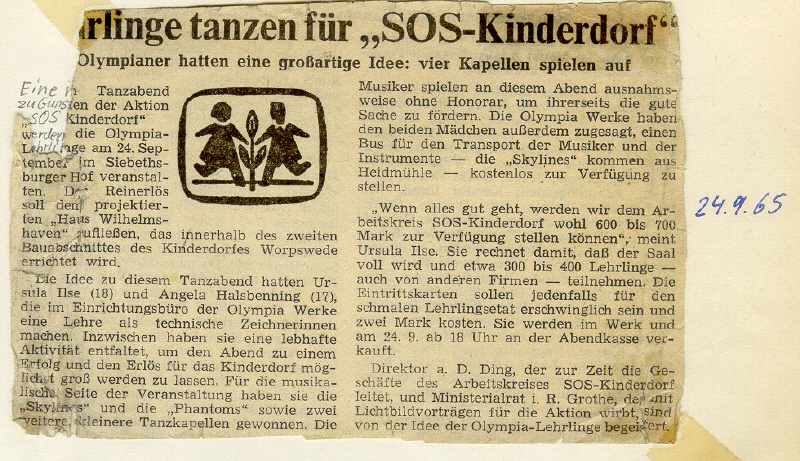 rlinge tanzen für „SOS-Kinderdorf“
Olympianer hatten eine großartige Idee: vier Kapellen spielen auf
Einen Tanzabend
zugunsten der Aktion
„SOS Kinderdorf“
werden die Olympia-
Lehrlinge am 24. Sep-
tember im Siebeths-
burger Hof veranstal-
ten. Der Reinerlös
soll dem projektier-
ten „Haus Wilhelms-
haven“ zufließen, das innerhalb des zweiten
Bauabschnittes des Kinderdorfes Worpswede
errichtet wird.
Die Idee zu diesem Tanzabend hatten Ur-
sula Ilse (18) und Angela Halsbenning (17),
die im Einrichtungsbüro der Olympia Werke
eine Lehre als technische Zeichnerinnen
machen. Inzwischen haben sie eine lebhafte
Aktivität entfaltet, um den Abend zu einem
Erfolg und den Erlös für das Kinderdorf mög-
lichst groß werden zu lassen. Für die musika-
lische Seite der Veranstaltung haben sie die
„Skylines“ und die „Phantoms“ sowie zwei
weitere, kleinere Tanzkapellen gewonnen. Die
Musiker spielen an diesem Abend ausnahms-
weise ohne Honorar, um ihrerseits die gute
Sache zu fördern. Die Olympia Werke haben
den beiden Mädchen außerdem zugesagt, einen
Bus für den Transport der Musiker und der
Instrumente — die „Skylines“ kommen aus
Heidmühle — kostenlos zur Verfügung zu
stellen.
„Wenn alles gut geht, werden wir dem Ar-
beitskreis SOS-Kinderdorf wohl 600 bis 700
Mark zur Verfügung stellen können“, meint
Ursula Ilse. Sie rechnet damit, daß der Saal
voll wird und etwa 300 bis 400 Lehrlinge —
auch von anderen Firmen — teilnehmen. Die
Eintrittskarten sollen jedenfalls für den
schmalen Lehrlingsetat erschwinglich sein und
zwei Mark kosten. Sie werden im Werk und
am 24. 9. ab 18 Uhr an der Abendkasse ver-
kauft.
Direktor a. D. Ding, der zur Zeit die Ge-
schäfte des Arbeitskreises SOS-Kinderdorf
leitet, und Ministerialrat i. R. Grothe, der mit
Lichtbildvorträgen für die Aktion wirbt, sind
von der Idee der Olympia-Lehrlinge begeistert.
24.9.65